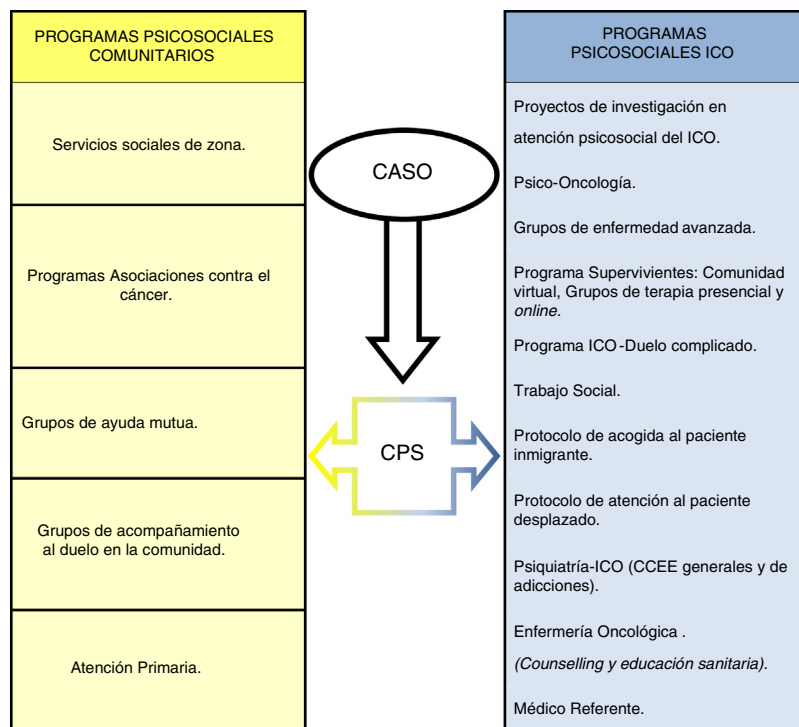 PROGRAMAS PSICOSOCIALES
COMUNITARIOS
Servicios sociales de zona.
Programas Asociaciones contra el
cáncer.
Grupos de ayuda mutua.
Grupos de acompañamiento
al duelo en la comunidad.
Atención Primaria.
CASO
CPS
PROGRAMAS
PSICOSOCIALES ICO
Proyectos de investigación en
atención psicosocial del ICO.
Psico-Oncología.
Grupos de enfermedad avanzada.
Programa Supervivientes: Comunidad
virtual, Grupos de terapia presencial y
online.
Programa ICO-Duelo complicado.
Trabajo Social.
Protocolo de acogida al paciente
inmigrante.
Protocolo de atención al paciente
desplazado.
Psiquiatría-ICO (CCEE generales y de
adicciones).
Enfermería Oncológica .
(Counselling y educación sanitaria).
Médico Referente.